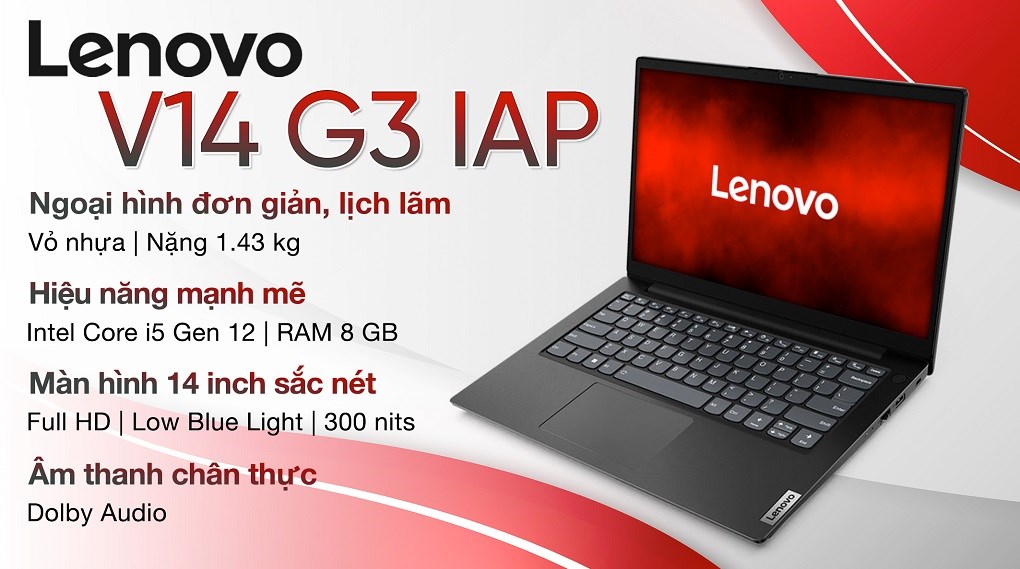 Lenovo
V14 G3 IAP
Ngoại hình đơn giản, lịch lãm
Vỏ nhựa | Nặng 1.43 kg
Hiệu năng mạnh mẽ
Intel Core i5 Gen 12 | RAM 8 GB
Màn hình 14 inch sắc nét
Full HD | Low Blue Light | 300 nits
Âm thanh chân thực
Dolby Audio
Lenovo
Lenovo